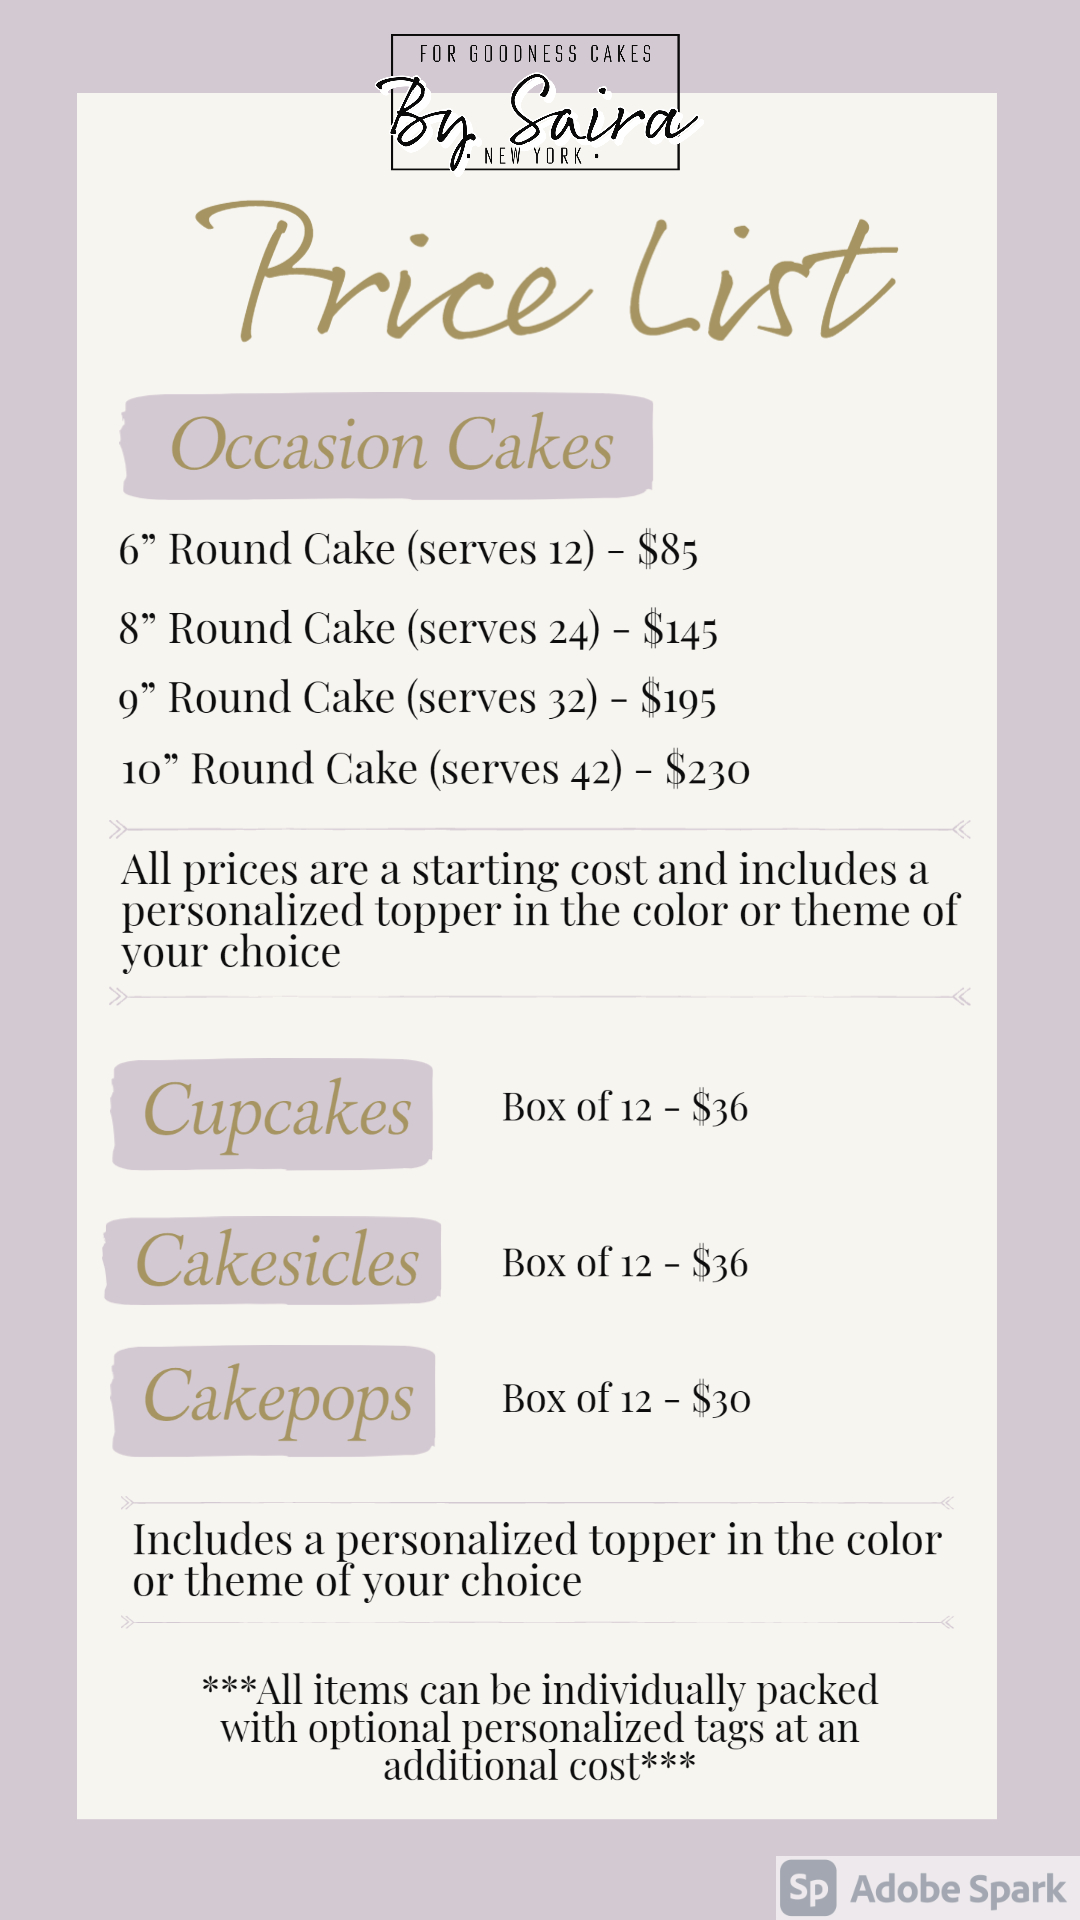 FOR GOODNESS CAKES
By Saira
• NEW YORK •
Price List
Occasion Cakes
6” Round Cake (serves 12) - $85
8” Round Cake (serves 24) - $145
9” Round Cake (serves 32) - $195
10” Round Cake (serves 42) - $230
All prices are a starting cost and includes a
personalized topper in the color or theme of
your choice
Cupcakes
Box of 12 - $36
Cakesicles
Box of 12 - $36
Cakepops
Box of 12 - $30
Includes a personalized topper in the color
or theme of your choice
***All items can be individually packed
with optional personalized tags at an
additional cost***
Sp Adobe Spark